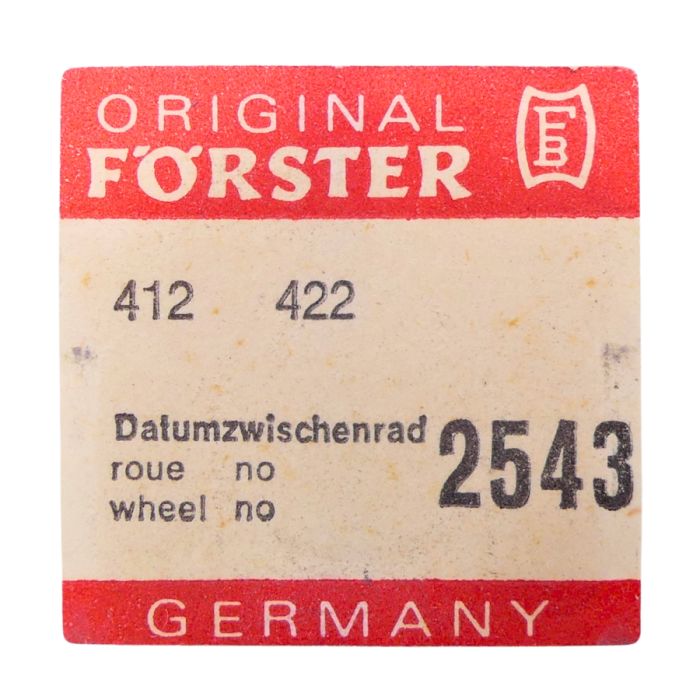 ORIGINAL
FÖRSTER
FB
412 422
Datumzwischenrad
roue no
wheel no
2543
GERMANY